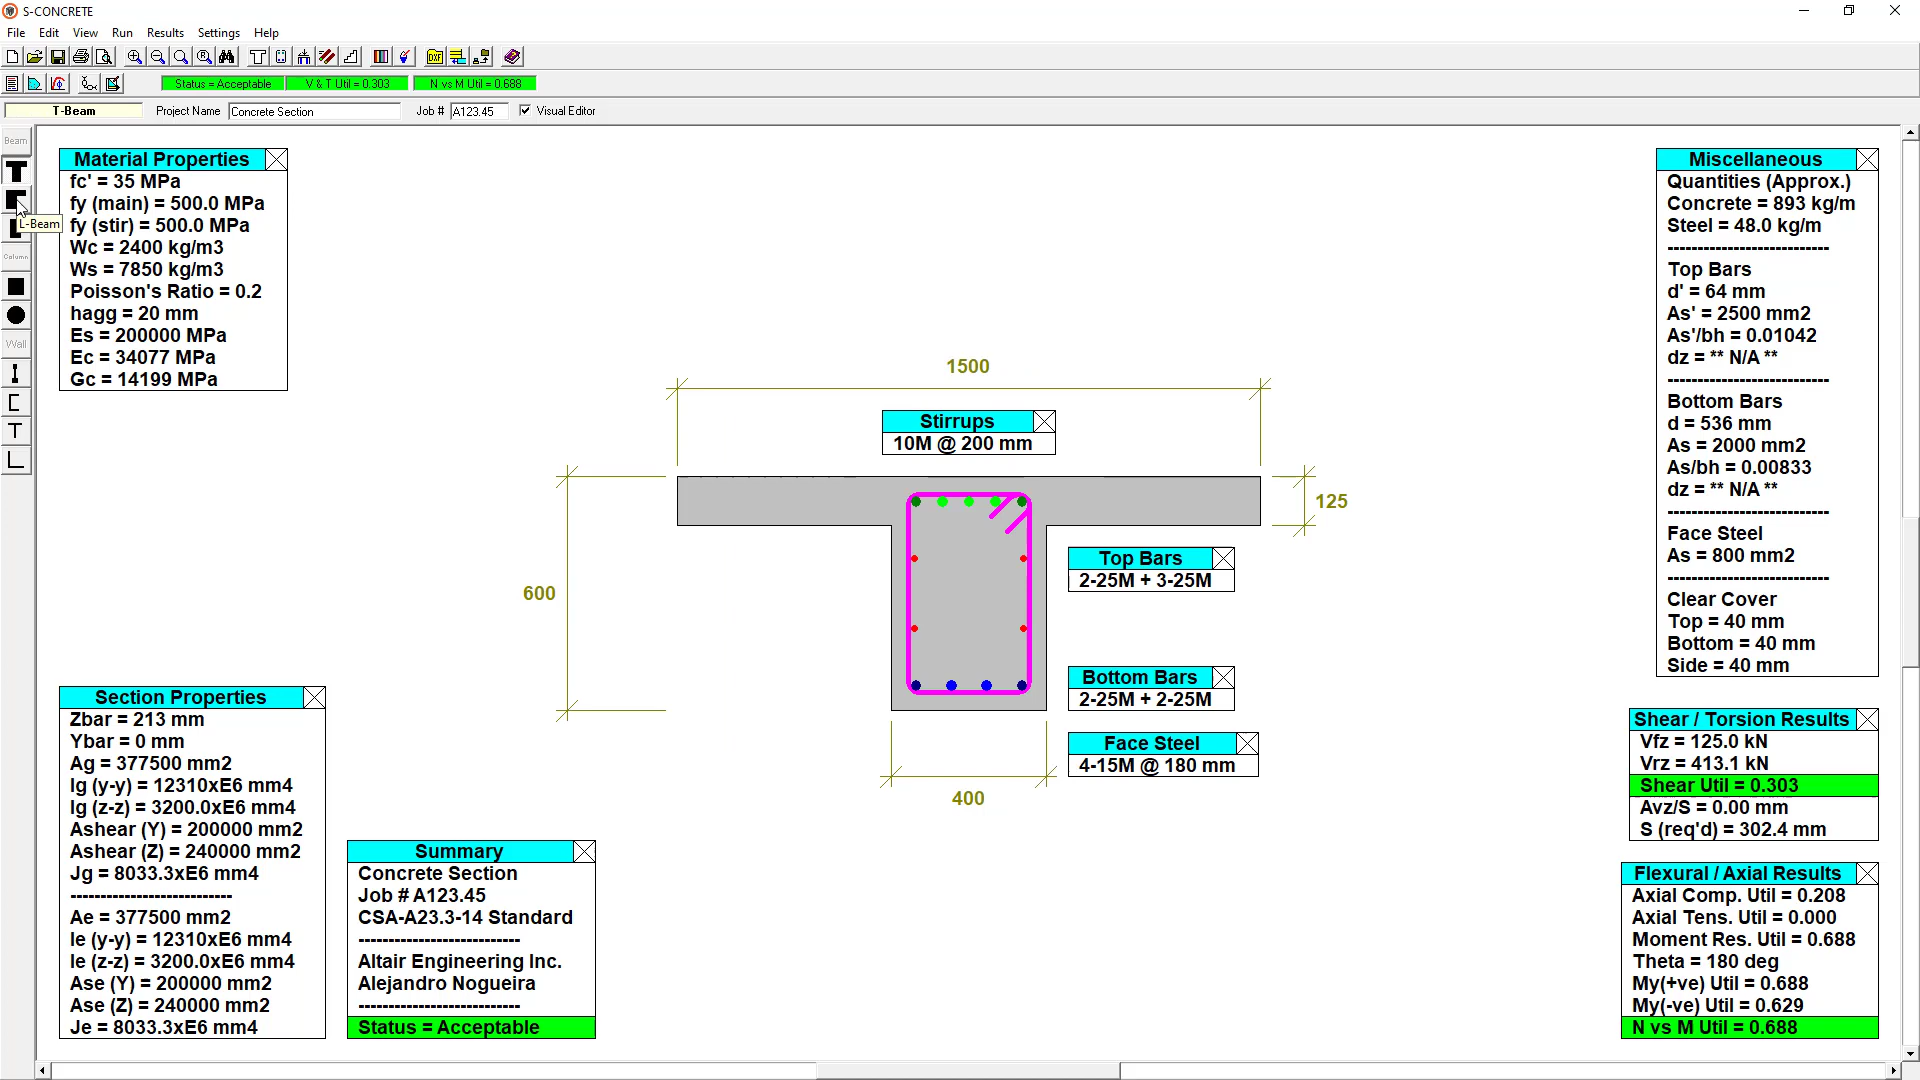 S-CONCRETE
File Edit View Run Results Settings Help
Status = Acceptable V & T Util = 0.303 N vs M Util = 0.688
T-Beam Project Name Concrete Section Job # A123.45 Visual Editor
Beam
L-Beam
Column
Wall
Material Properties
fc' = 35 MPa
fy (main) = 500.0 MPa
fy (stir) = 500.0 MPa
Wc = 2400 kg/m3
Ws = 7850 kg/m3
Poisson's Ratio = 0.2
hagg = 20 mm
Es = 200000 MPa
Ec = 34077 MPa
Gc = 14199 MPa
Section Properties
Zbar = 213 mm
Ybar = 0 mm
Ag = 377500 mm2
Ig (y-y) = 12310xE6 mm4
Ig (z-z) = 3200.0xE6 mm4
Ashear (Y) = 200000 mm2
Ashear (Z) = 240000 mm2
Jg = 8033.3xE6 mm4
---------------------------
Ae = 377500 mm2
Ie (y-y) = 12310xE6 mm4
Ie (z-z) = 3200.0xE6 mm4
Ase (Y) = 200000 mm2
Ase (Z) = 240000 mm2
Je = 8033.3xE6 mm4
Summary
Concrete Section
Job # A123.45
CSA-A23.3-14 Standard
---------------------------
Altair Engineering Inc.
Alejandro Nogueira
---------------------------
Status = Acceptable
1500
Stirrups
10M @ 200 mm
125
600
Top Bars
2-25M + 3-25M
Bottom Bars
2-25M + 2-25M
Face Steel
4-15M @ 180 mm
400
Miscellaneous
Quantities (Approx.)
Concrete = 893 kg/m
Steel = 48.0 kg/m
---------------------------
Top Bars
d' = 64 mm
As' = 2500 mm2
As'/bh = 0.01042
dz = ** N/A **
---------------------------
Bottom Bars
d = 536 mm
As = 2000 mm2
As/bh = 0.00833
dz = ** N/A **
---------------------------
Face Steel
As = 800 mm2
---------------------------
Clear Cover
Top = 40 mm
Bottom = 40 mm
Side = 40 mm
Shear / Torsion Results
Vfz = 125.0 kN
Vrz = 413.1 kN
Shear Util = 0.303
Avz/S = 0.00 mm
S (req'd) = 302.4 mm
Flexural / Axial Results
Axial Comp. Util = 0.208
Axial Tens. Util = 0.000
Moment Res. Util = 0.688
Theta = 180 deg
My(+ve) Util = 0.688
My(-ve) Util = 0.629
N vs M Util = 0.688